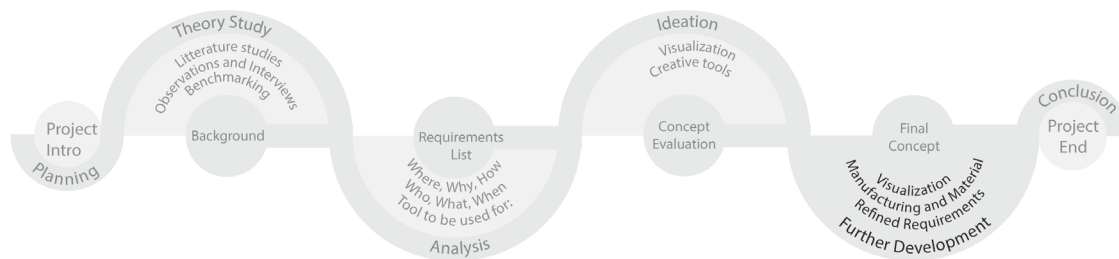 Project
Intro
Planning
Theory Study
Litterature studies
Observations and Interviews
Benchmarking
Background
Requirements
List
Where, Why, How
Who, What, When
Tool to be used for:
Analysis
Ideation
Visualization
Creative tools
Concept
Evaluation
Final
Concept
Visualization
Manufacturing and Material
Refined Requirements
Further Development
Conclusion
Project
End